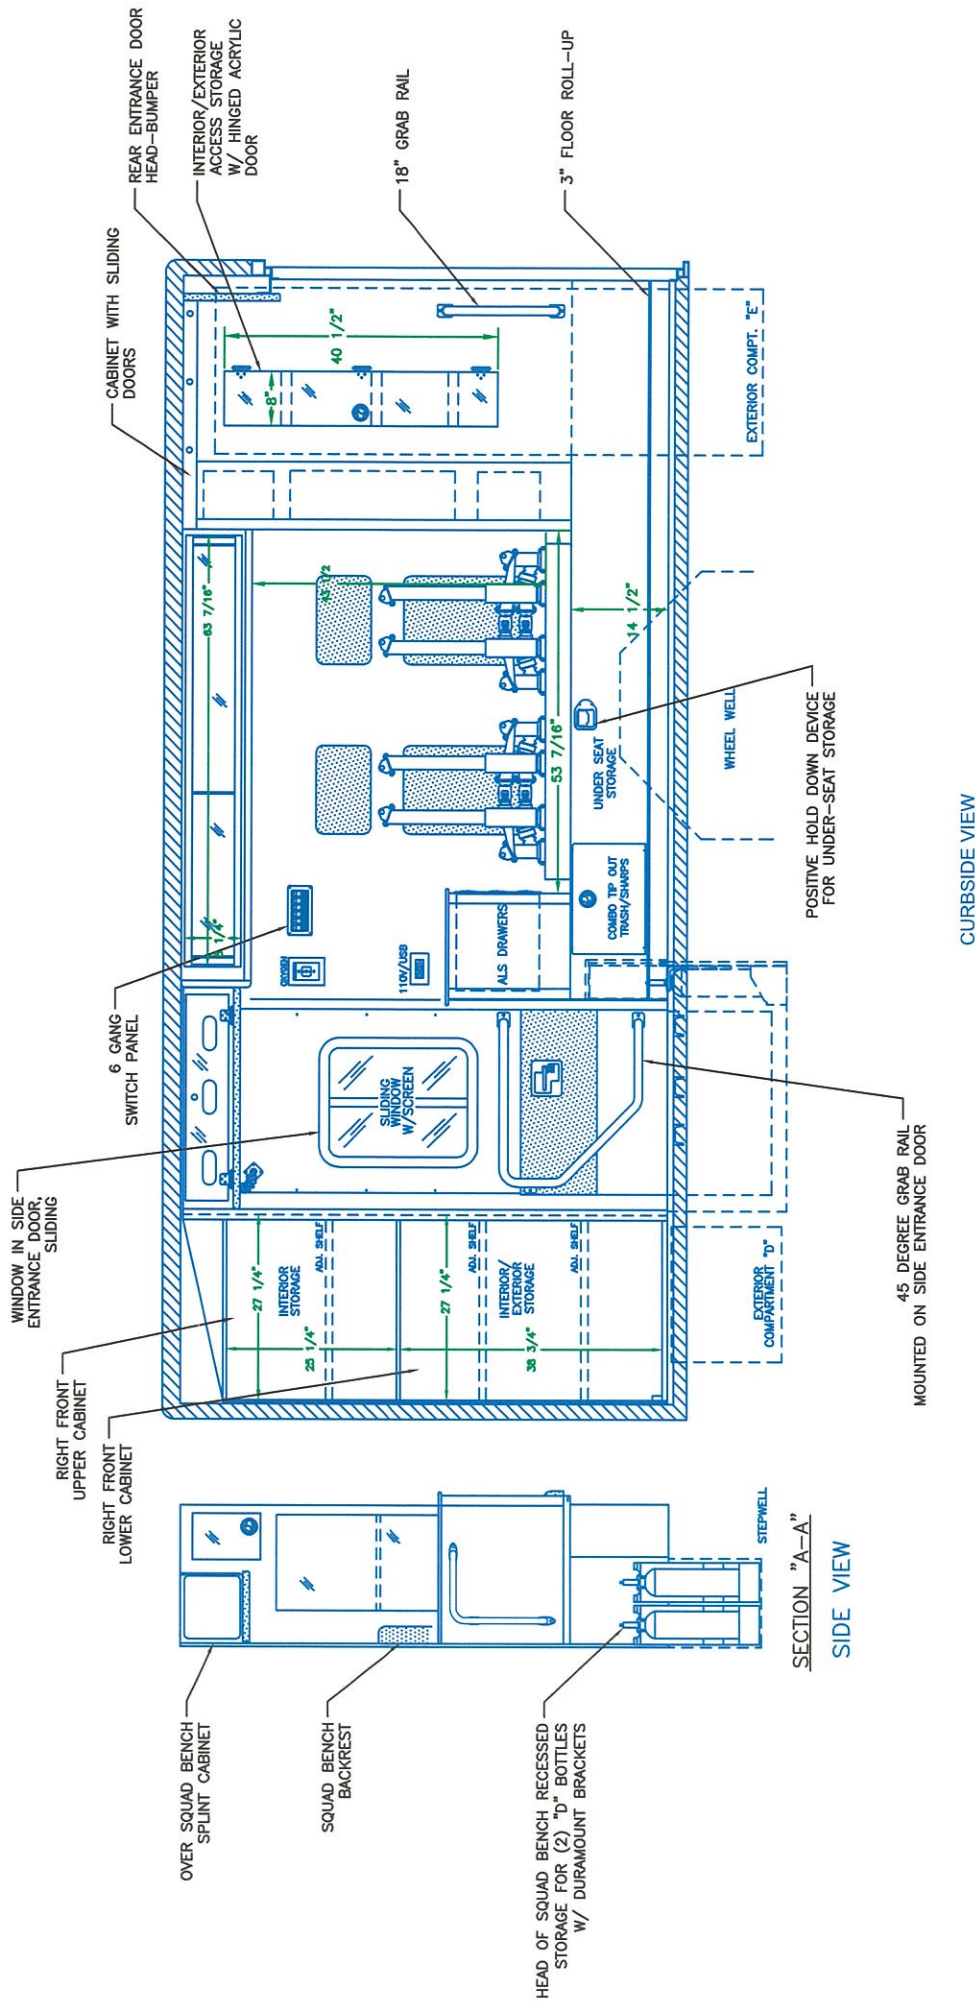 REAR ENTRANCE DOOR
HEAD-BUMPER
INTERIOR/EXTERIOR
ACCESS STORAGE
W/ HINGED ACRYLIC
DOOR
18" GRAB RAIL
3" FLOOR ROLL-UP
CABINET WITH SLIDING
DOORS
40 1/2"
8"
EXTERIOR COMPT. "E"
63 7/16"
43 1/2
53 7/16"
14 1/2"
UNDER SEAT
STORAGE
WHEEL WELL
POSITIVE HOLD DOWN DEVICE
FOR UNDER-SEAT STORAGE
COMBO TIP OUT
TRASH/SHARPS
ALS DRAWERS
6 GANG
SWITCH PANEL
OXYGEN
110V/USB
WINDOW IN SIDE
ENTRANCE DOOR,
SLIDING
SLIDING
WINDOW
W/SCREEN
45 DEGREE GRAB RAIL
MOUNTED ON SIDE ENTRANCE DOOR
RIGHT FRONT
UPPER CABINET
RIGHT FRONT
LOWER CABINET
27 1/4"
INTERIOR
STORAGE
ADJ. SHELF
25 1/4"
27 1/4"
ADJ. SHELF
INTERIOR/
EXTERIOR
STORAGE
38 3/4"
ADJ. SHELF
EXTERIOR
COMPARTMENT "D"
CURBSIDE VIEW
OVER SQUAD BENCH
SPLINT CABINET
SQUAD BENCH
BACKREST
HEAD OF SQUAD BENCH RECESSED
STORAGE FOR (2) "D" BOTTLES
W/ DURAMOUNT BRACKETS
STEPWELL
SECTION "A-A"
SIDE VIEW